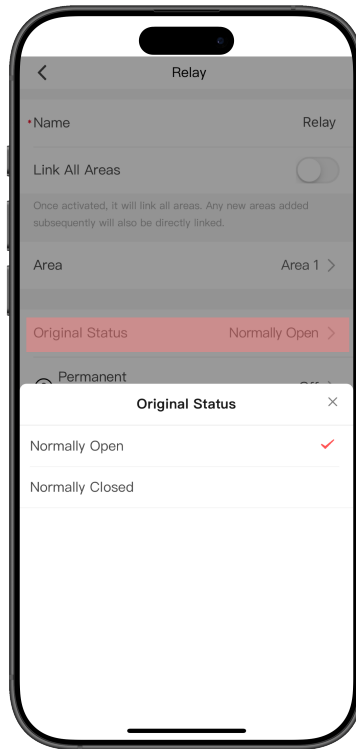 Relay
*Name Relay
Link All Areas
Once activated, it will link all areas. Any new areas added
subsequently will also be directly linked.
Area Area 1
Original Status Normally Open
Permanent Off
Original Status
Normally Open
Normally Closed